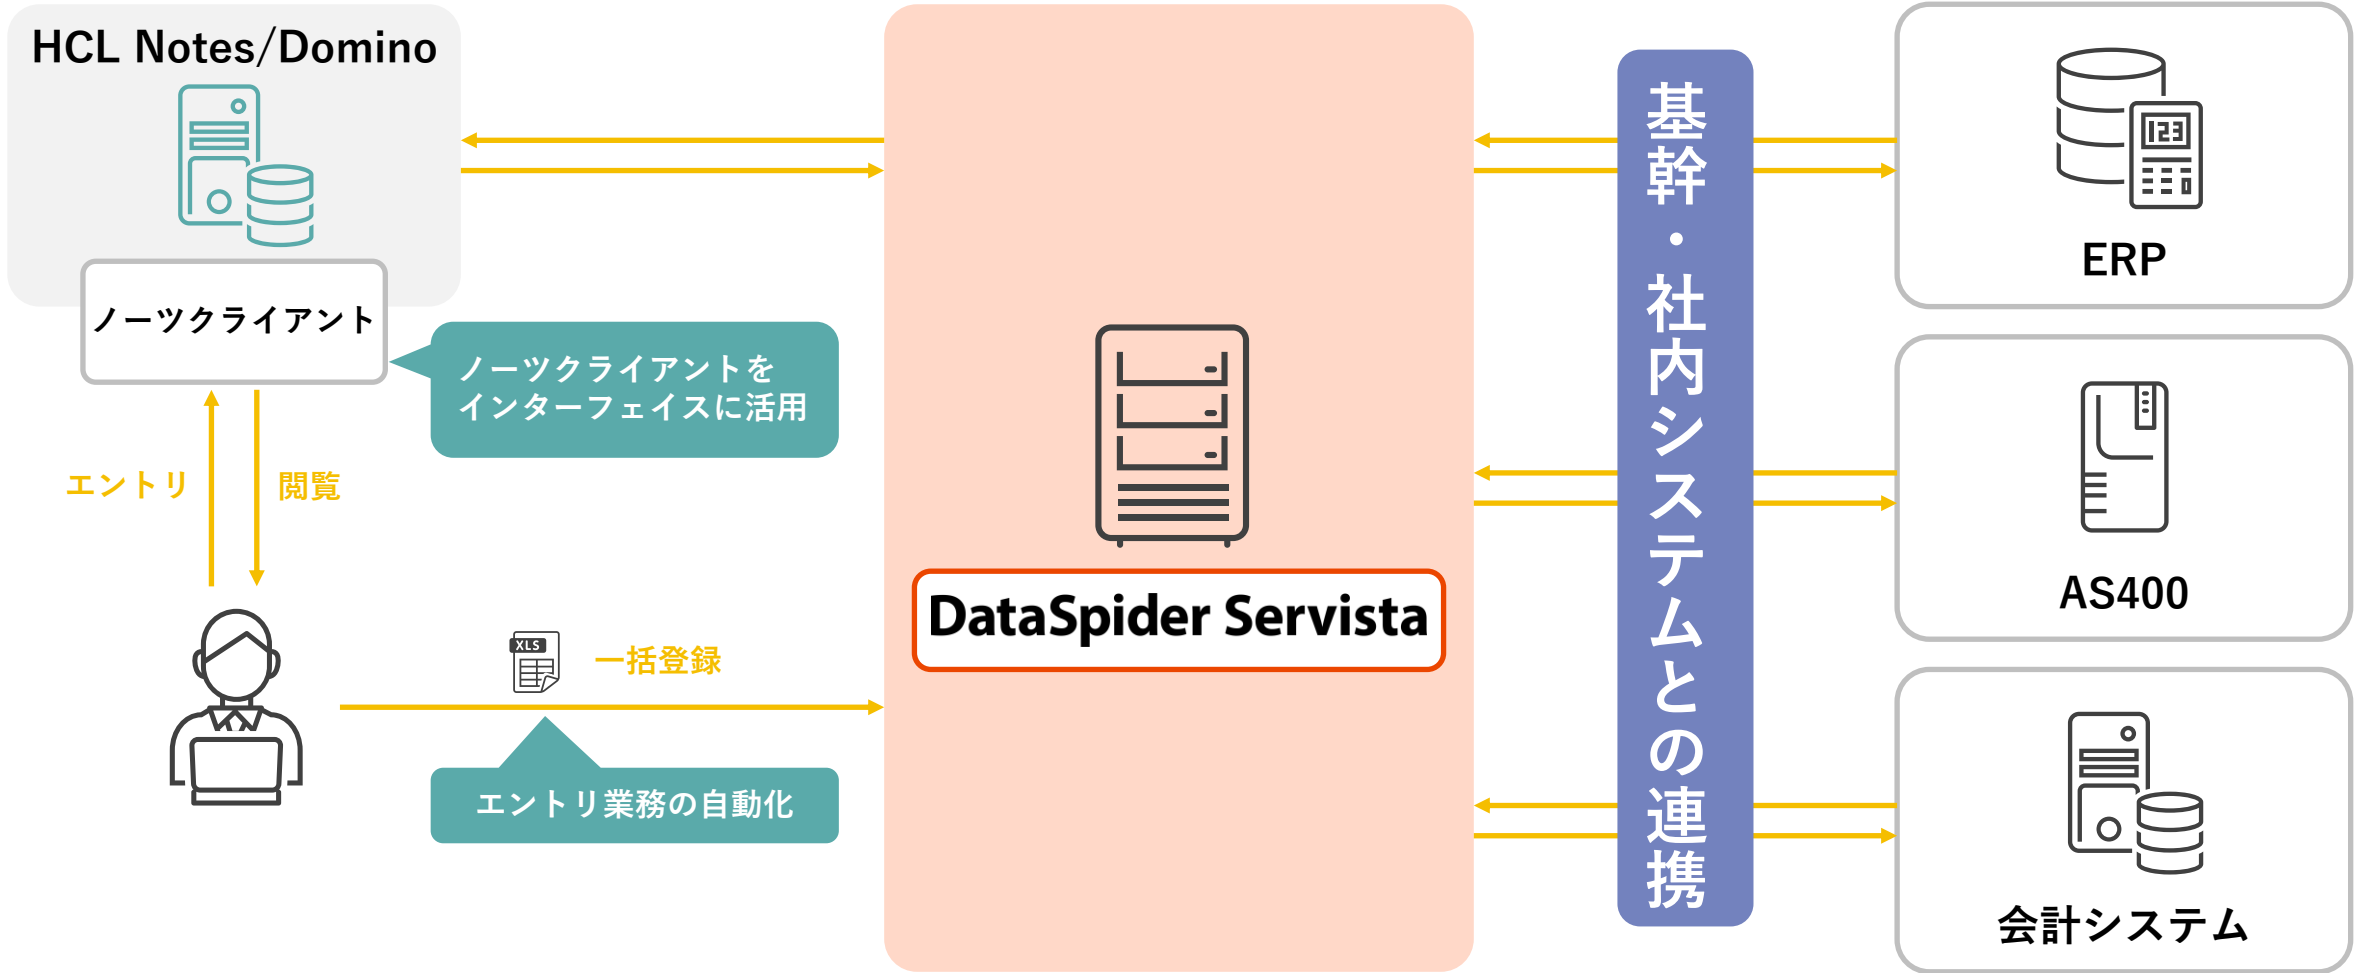 HCL Notes/Domino
ノーツクライアント
ノーツクライアントを
インターフェイスに活用
エントリ
閲覧
XLS
一括登録
エントリ業務の自動化
DataSpider Servista
基幹・社内システムとの連携
123
ERP
AS400
会計システム